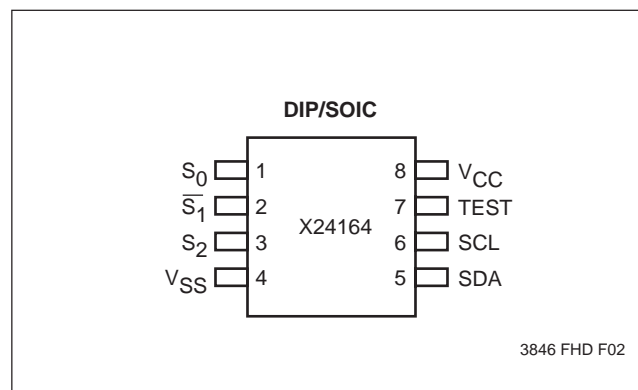 DIP/SOIC
S0 1 8 VCC
S̅1̅ 2 7 TEST
X24164
S2 3 6 SCL
VSS 4 5 SDA
3846 FHD F02